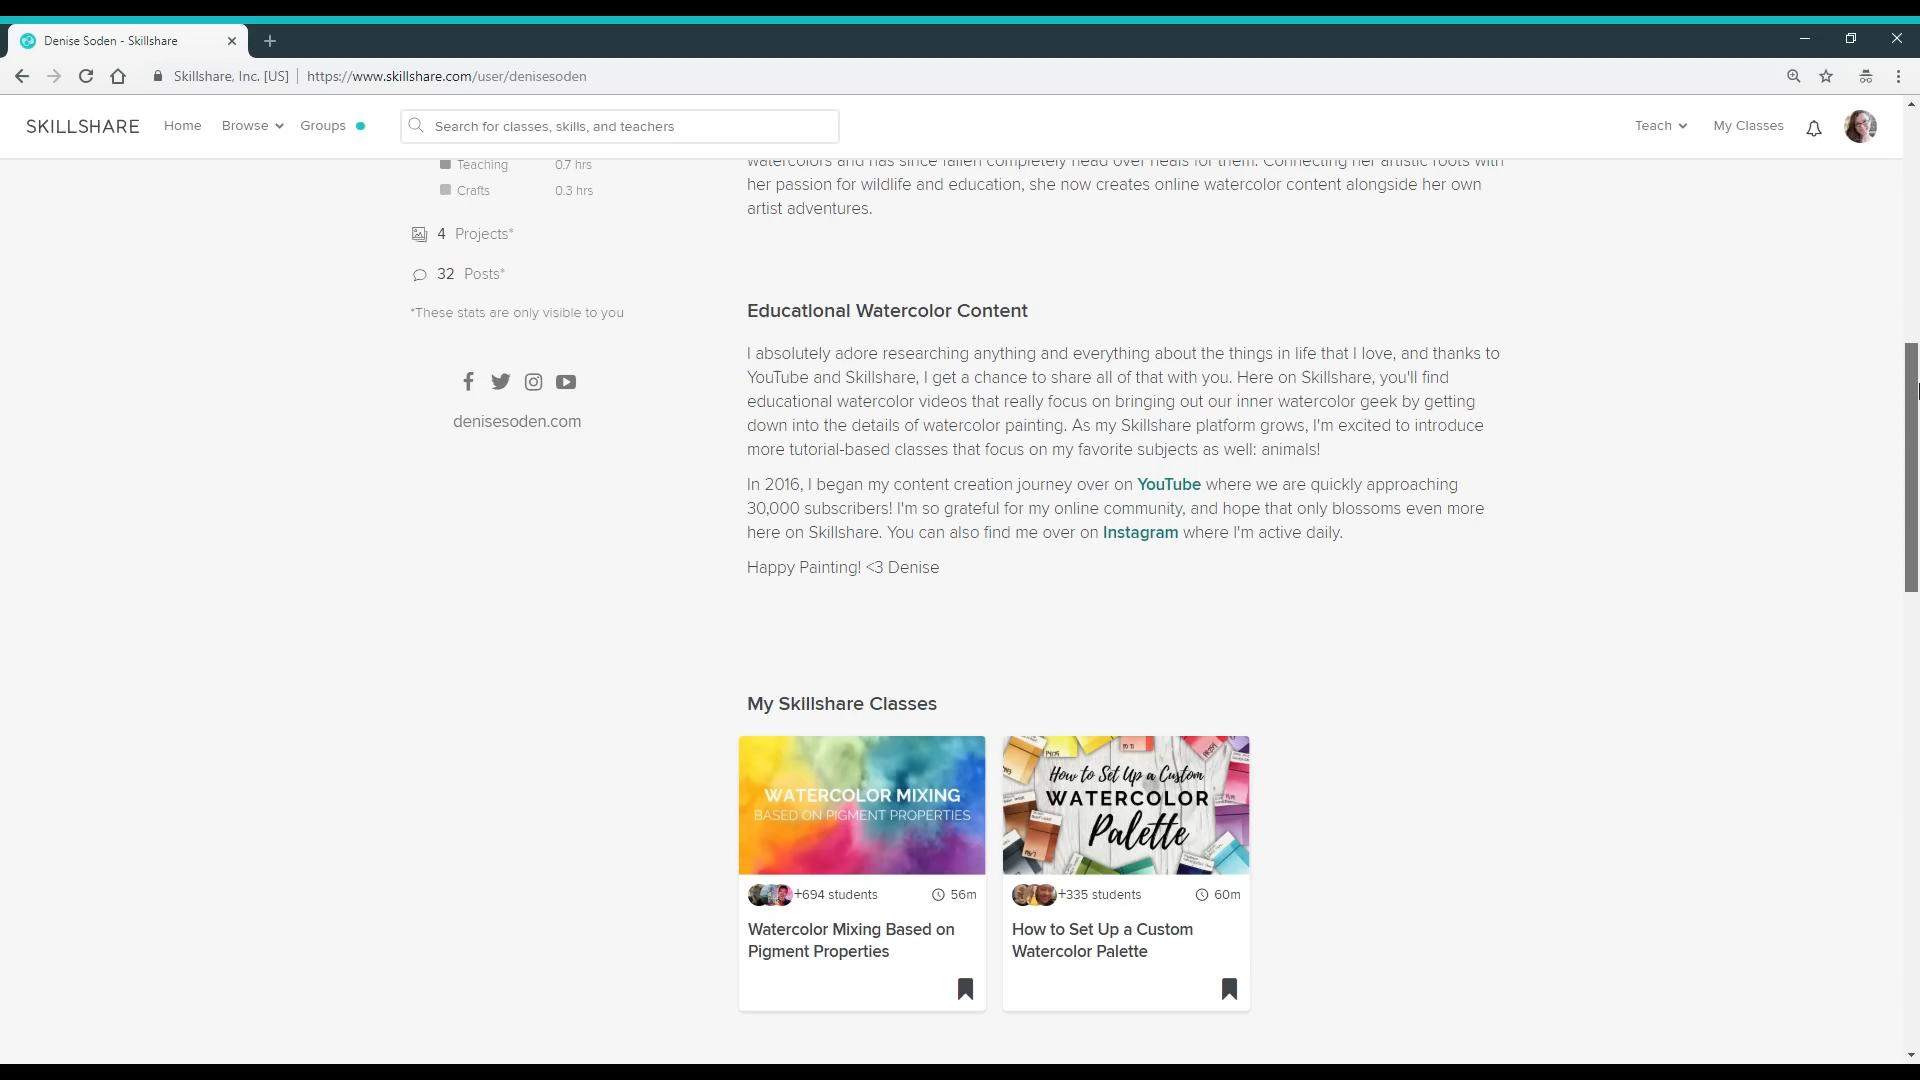 Denise Soden - Skillshare
Skillshare, Inc. [US] https://www.skillshare.com/user/denisesoden
SKILLSHARE Home Browse Groups Search for classes, skills, and teachers Teach My Classes
Teaching 0.7 hrs
Crafts 0.3 hrs
4 Projects*
32 Posts*
*These stats are only visible to you
denisesoden.com
watercolors and has since fallen completely head over heals for them. Connecting her artistic roots with
her passion for wildlife and education, she now creates online watercolor content alongside her own
artist adventures.
Educational Watercolor Content
I absolutely adore researching anything and everything about the things in life that I love, and thanks to
YouTube and Skillshare, I get a chance to share all of that with you. Here on Skillshare, you'll find
educational watercolor videos that really focus on bringing out our inner watercolor geek by getting
down into the details of watercolor painting. As my Skillshare platform grows, I'm excited to introduce
more tutorial-based classes that focus on my favorite subjects as well: animals!
In 2016, I began my content creation journey over on YouTube where we are quickly approaching
30,000 subscribers! I'm so grateful for my online community, and hope that only blossoms even more
here on Skillshare. You can also find me over on Instagram where I'm active daily.
Happy Painting! <3 Denise
My Skillshare Classes
WATERCOLOR MIXING
BASED ON PIGMENT PROPERTIES
+694 students 56m
Watercolor Mixing Based on
Pigment Properties
How to Set Up a Custom
WATERCOLOR
Palette
+335 students 60m
How to Set Up a Custom
Watercolor Palette